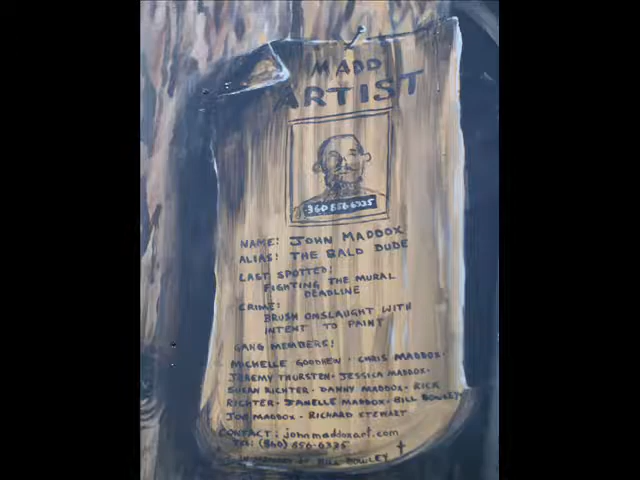 MADD
ARTIST
360 856 6335
NAME: JOHN MADDOX
ALIAS: THE BALD DUDE
LAST SPOTTED:
FIGHTING THE MURAL
DEADLINE
CRIME:
BRUSH ONSLAUGHT WITH
INTENT TO PAINT
GANG MEMBERS:
MICHELLE GOODHEW · CHRIS MADDOX ·
JEREMY THURSTEN · JESSICA MADDOX ·
SUSAN RICHTER · DANNY MADDOX · RICK
RICHTER · JANELLE MADDOX · BILL BOWLEY
JOE MADDOX · RICHARD STEWART
CONTACT: johnmaddoxart.com
(360) 856-6335
IN MEMORY OF BILL BOWLEY